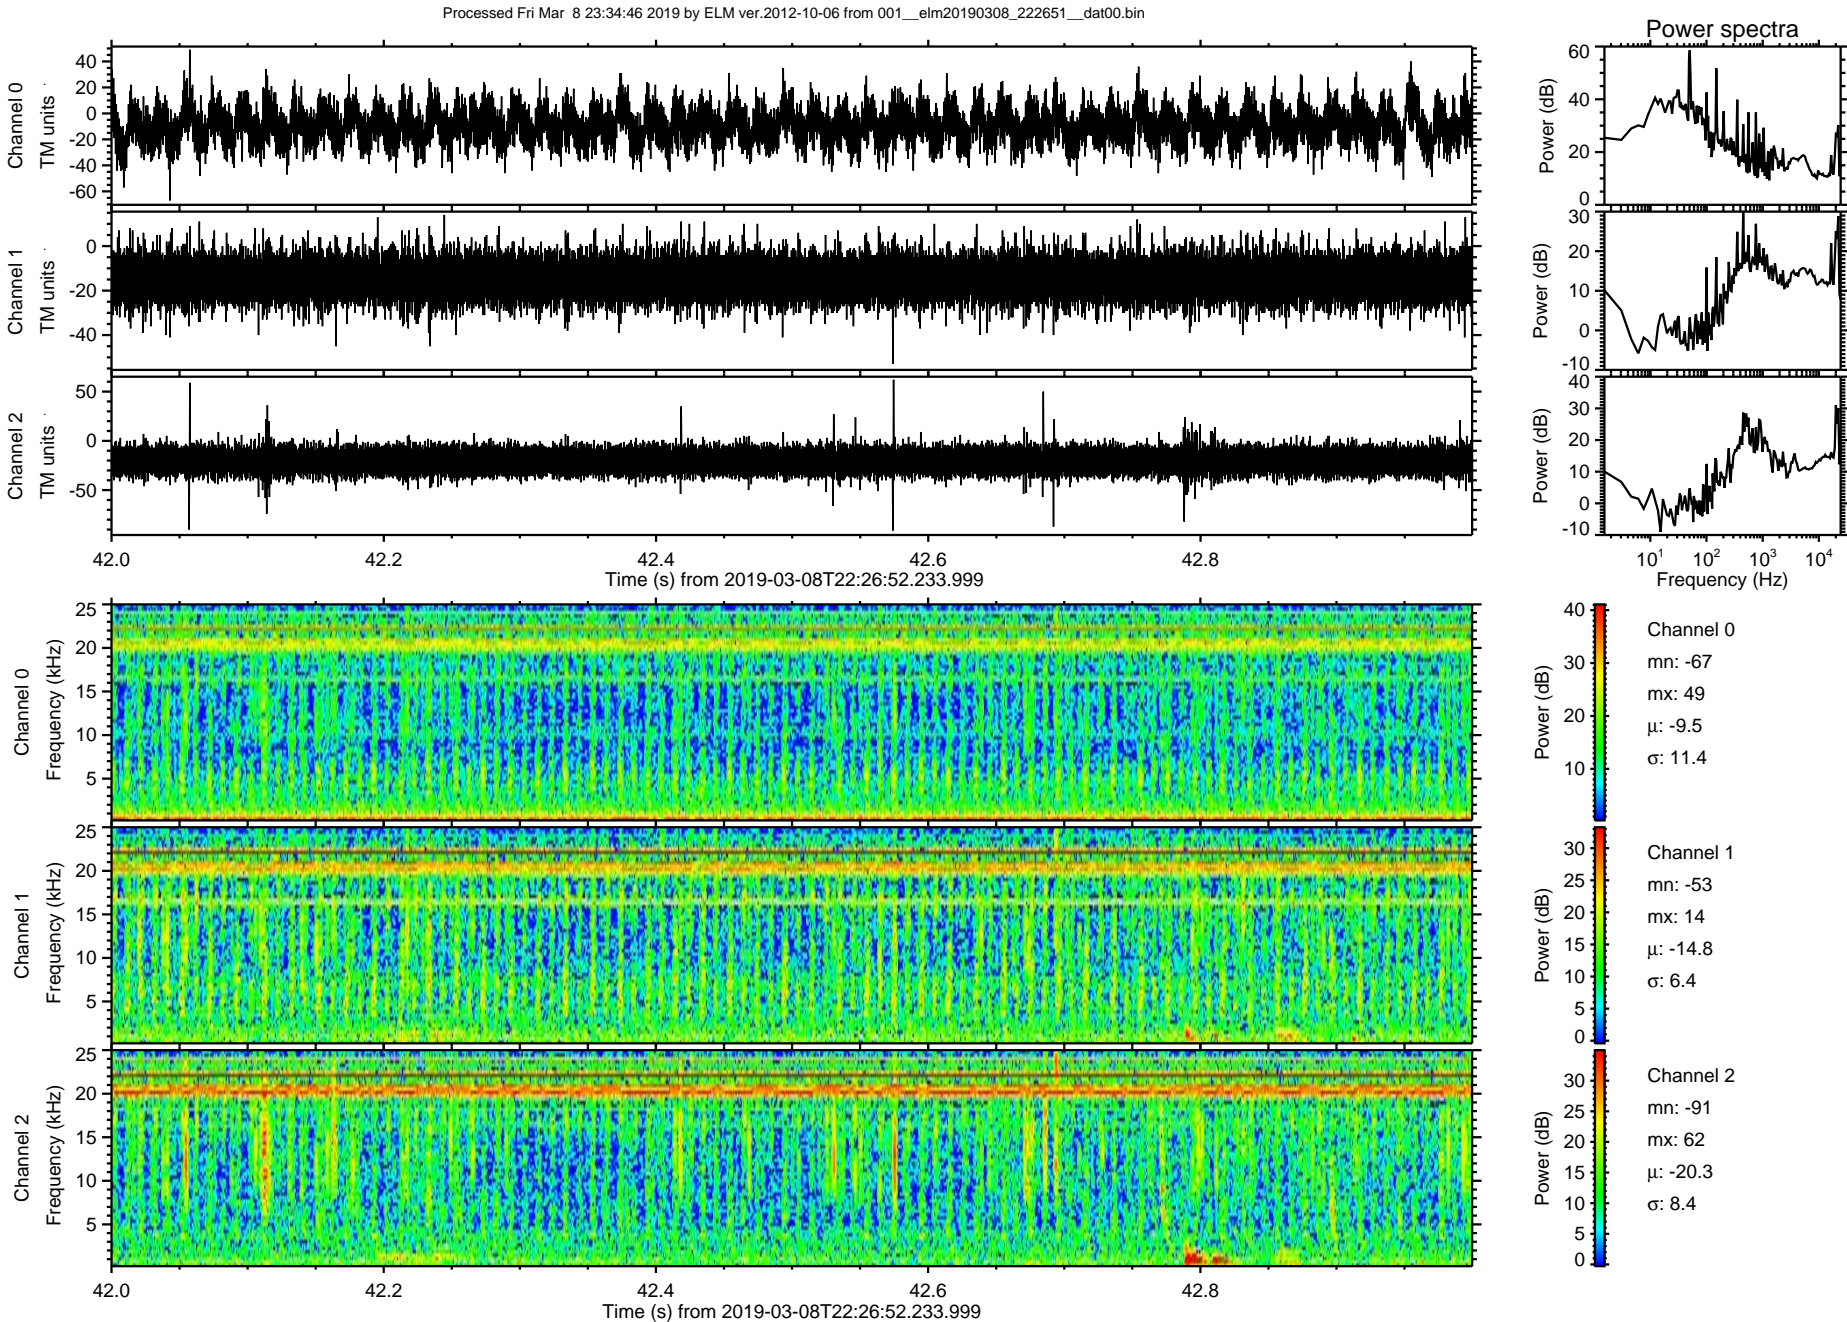 Processed Fri Mar  8 23:34:46 2019 by ELM ver.2012-10-06 from 001__elm20190308_222651__dat00.bin
Power spectra
Channel 0
TM units
40
20
0
-20
-40
-60
Power (dB)
60
40
20
0
Channel 1
TM units
0
-20
-40
Power (dB)
30
20
10
0
-10
Channel 2
TM units
50
0
-50
Power (dB)
40
30
20
10
0
-10
42.0 42.2 42.4 42.6 42.8
Time (s) from 2019-03-08T22:26:52.233.999
10¹ 10² 10³ 10⁴
Frequency (Hz)
Channel 0
Frequency (kHz)
25
20
15
10
5
Power (dB)
40
30
20
10
Channel 0
mn: -67
mx: 49
μ: -9.5
σ: 11.4
Channel 1
Frequency (kHz)
25
20
15
10
5
Power (dB)
30
25
20
15
10
5
0
Channel 1
mn: -53
mx: 14
μ: -14.8
σ: 6.4
Channel 2
Frequency (kHz)
25
20
15
10
5
Power (dB)
30
25
20
15
10
5
0
Channel 2
mn: -91
mx: 62
μ: -20.3
σ: 8.4
42.0 42.2 42.4 42.6 42.8
Time (s) from 2019-03-08T22:26:52.233.999